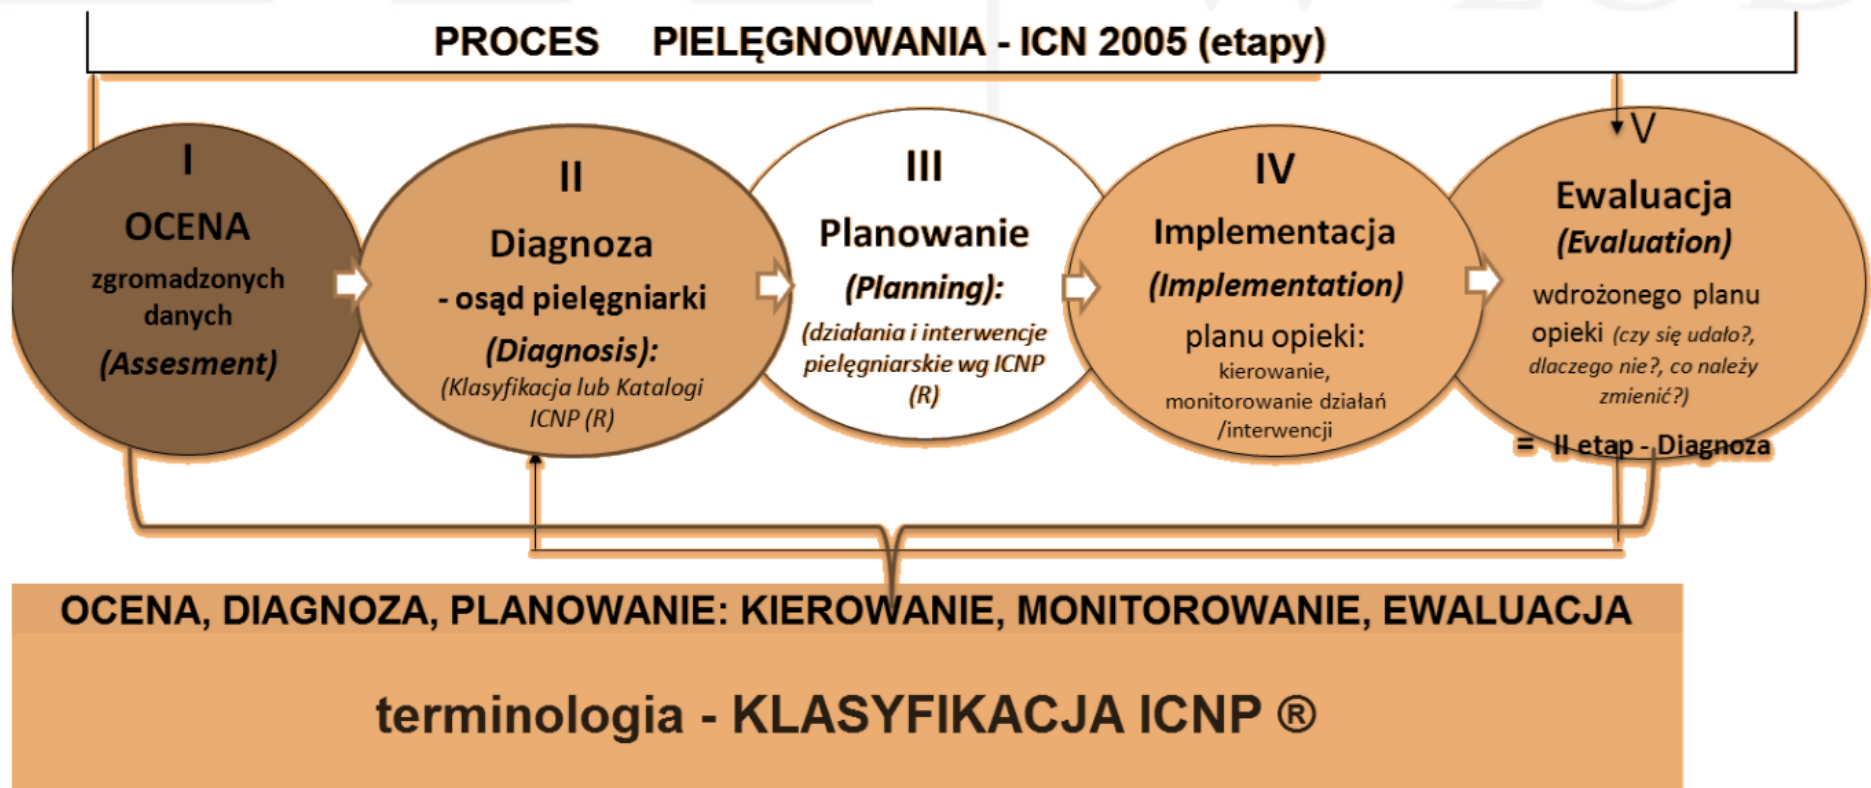 PROCES PIELĘGNOWANIA - ICN 2005 (etapy)
I
OCENA
zgromadzonych
danych
(Assesment)
II
Diagnoza
- osąd pielęgniarki
(Diagnosis):
(Klasyfikacja lub Katalogi
ICNP (R)
III
Planowanie
(Planning):
(działania i interwencje
pielęgniarskie wg ICNP
(R)
IV
Implementacja
(Implementation)
planu opieki:
kierowanie,
monitorowanie działań
/interwencji
V
Ewaluacja
(Evaluation)
wdrożonego planu
opieki (czy się udało?,
dlaczego nie?, co należy
zmienić?)
= II etap - Diagnoza
OCENA, DIAGNOZA, PLANOWANIE: KIEROWANIE, MONITOROWANIE, EWALUACJA
terminologia - KLASYFIKACJA ICNP ®